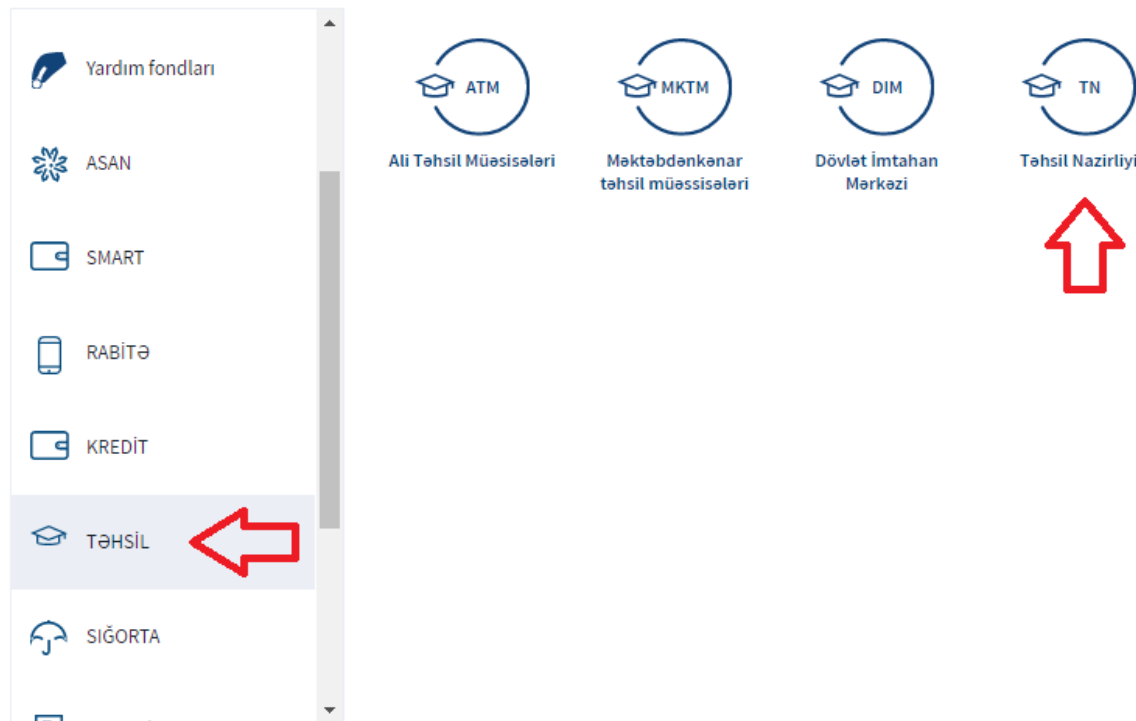 Yardım fondları
ASAN
SMART
RABİTƏ
KREDİT
TƏHSİL
SIĞORTA
ATM
Ali Təhsil Müəsisələri
MKTM
Məktəbdənkənar
təhsil müəssisələri
DIM
Dövlət İmtahan
Mərkəzi
TN
Təhsil Nazirliyi